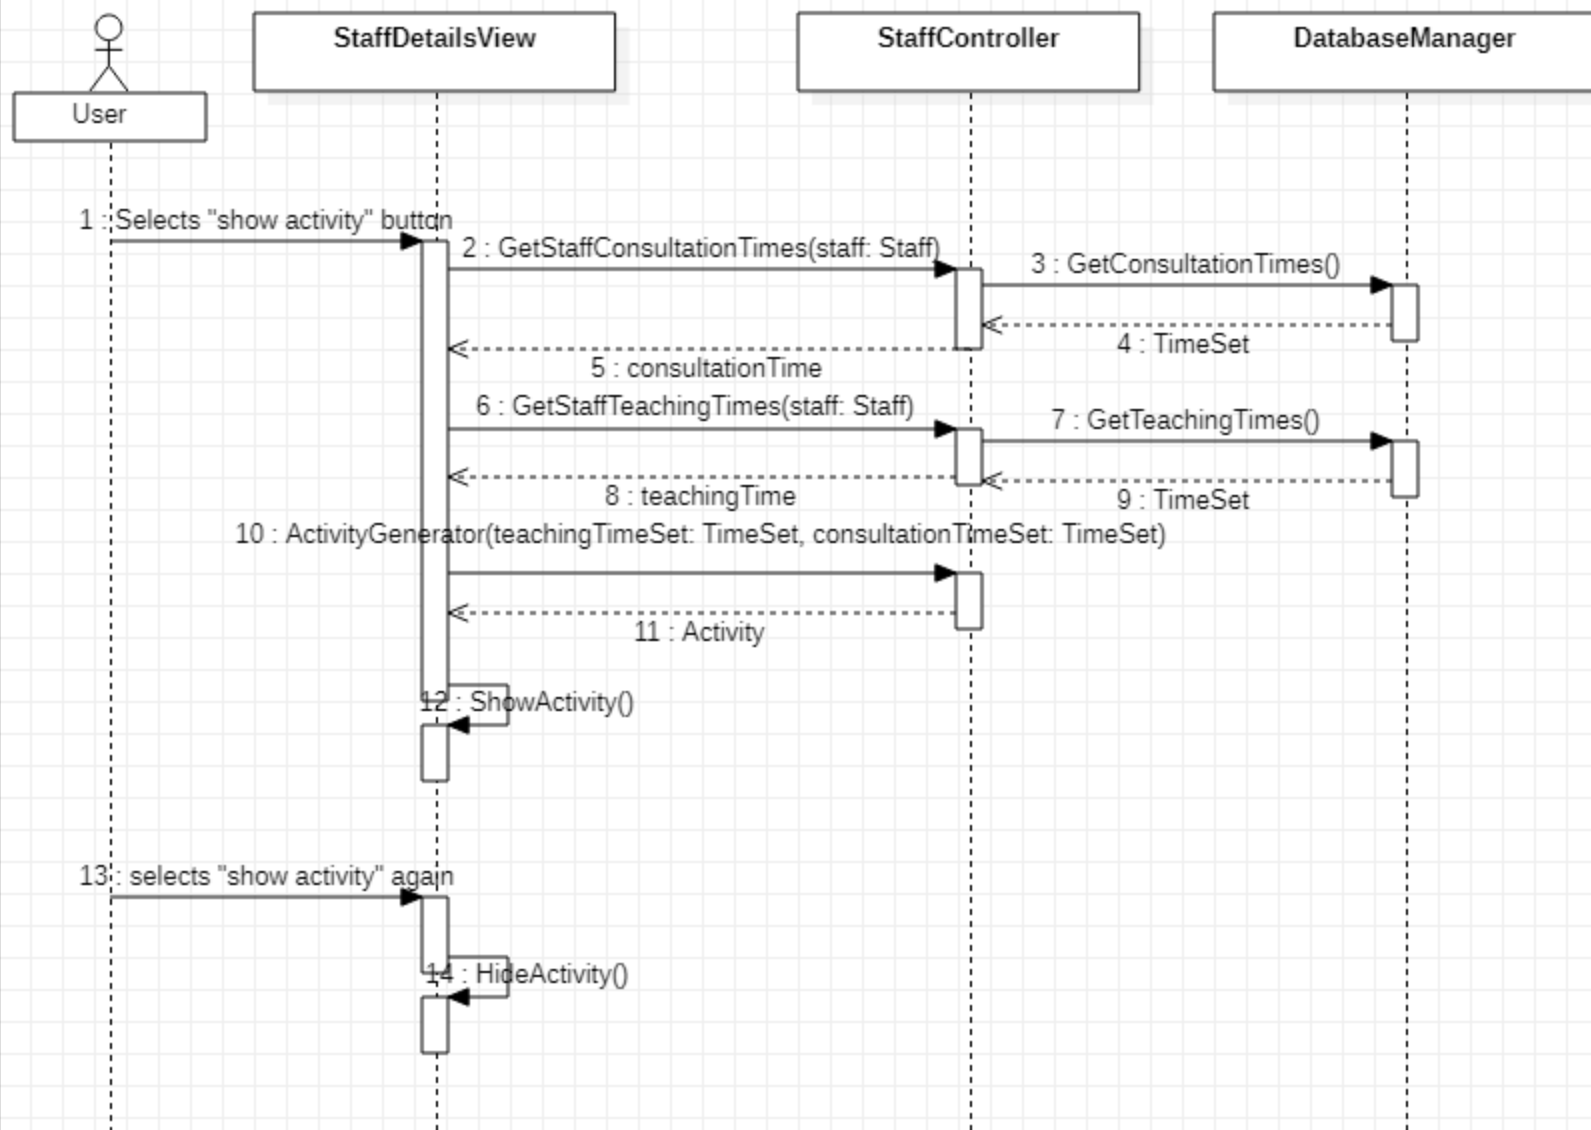 StaffDetailsView
StaffController
DatabaseManager
User
1 : Selects "show activity" button
2 : GetStaffConsultationTimes(staff: Staff)
3 : GetConsultationTimes()
4 : TimeSet
5 : consultationTime
6 : GetStaffTeachingTimes(staff: Staff)
7 : GetTeachingTimes()
8 : teachingTime
9 : TimeSet
10 : ActivityGenerator(teachingTimeSet: TimeSet, consultationTimeSet: TimeSet)
11 : Activity
12 : ShowActivity()
13 : selects "show activity" again
14 : HideActivity()